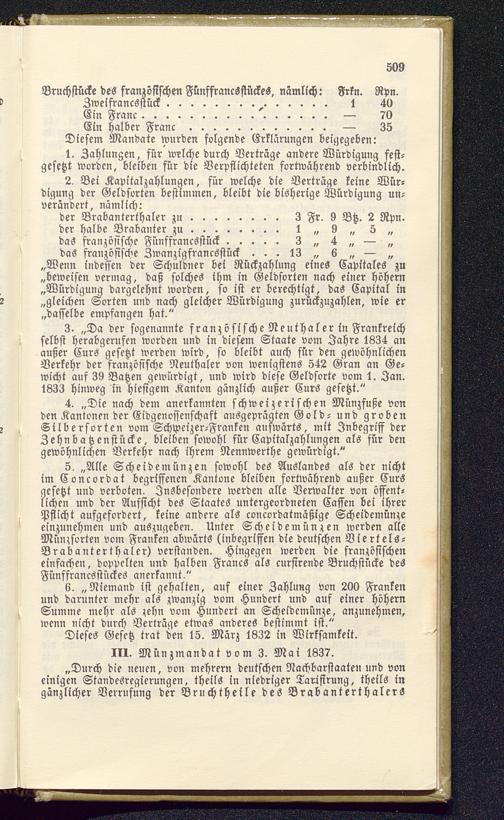 509
Bruchstücke des französischen Fünffrancsstückes, nämlich: Frkn. Rpn.
Zweifrancsstück . . . . . . . . . . . . . . 1 40
Ein Franc . . . . . . . . . . . . . . . — 70
Ein halber Franc . . . . . . . . . . . . — 35
Diesem Mandate wurden folgende Erklärungen beigegeben:
1. Zahlungen, für welche durch Verträge andere Würdigung fest-
gesetzt worden, bleiben für die Verpflichteten fortwährend verbindlich.
2. Bei Kapitalzahlungen, für welche die Verträge keine Wür-
digung der Geldsorten bestimmen, bleibt die bisherige Würdigung un-
verändert, nämlich:
der Brabanterthaler zu . . . . . . . . 3 Fr. 9 Btz. 2 Rpn.
der halbe Brabanter zu . . . . . . . . 1 „ 9 „ 5 „
das französische Fünffrancsstück . . . . . 3 „ 4 „ — „
das französische Zwanzigfrancsstück . . . 13 „ 6 „ — „
„Wenn indessen der Schuldner bei Rückzahlung eines Capitales zu
„beweisen vermag, daß solches ihm in Geldsorten nach einer höhern
„Würdigung dargelehnt worden, so ist er berechtigt, das Capital in
„gleichen Sorten und nach gleicher Würdigung zurückzuzahlen, wie er
„dasselbe empfangen hat.“
3. „Da der sogenannte französische Neuthaler in Frankreich
selbst herabgerufen worden und in diesem Staate vom Jahre 1834 an
außer Curs gesetzt werden wird, so bleibt auch für den gewöhnlichen
Verkehr der französische Neuthaler von wenigstens 542 Gran an Ge-
wicht auf 39 Batzen gewürdigt, und wird diese Geldsorte vom 1. Jan.
1833 hinweg in hiesigem Kanton gänzlich außer Curs gesetzt.“
4. „Die nach dem anerkannten schweizerischen Münzfuße von
den Kantonen der Eidgenossenschaft ausgeprägten Gold- und groben
Silbersorten vom Schweizer-Franken aufwärts, mit Inbegriff der
Zehnbatzenstücke, bleiben sowohl für Capitalzahlungen als für den
gewöhnlichen Verkehr nach ihrem Nennwerthe gewürdigt.“
5. „Alle Scheidemünzen sowohl des Auslandes als der nicht
im Concordat begriffenen Kantone bleiben fortwährend außer Curs
gesetzt und verboten. Insbesondere werden alle Verwalter von öffent-
lichen und der Aufsicht des Staates untergeordneten Cassen bei ihrer
Pflicht aufgefordert, keine andere als concordatmäßige Scheidemünze
einzunehmen und auszugeben. Unter Scheidemünzen werden alle
Münzsorten vom Franken abwärts (inbegriffen die deutschen Viertels-
Brabanterthaler) verstanden. Hingegen werden die französischen
einfachen, doppelten und halben Francs als cursirende Bruchstücke des
Fünffrancsstückes anerkannt.“
6. „Niemand ist gehalten, auf einer Zahlung von 200 Franken
und darunter mehr als zwanzig vom Hundert und auf einer höhern
Summe mehr als zehn vom Hundert an Scheidemünze, anzunehmen,
wenn nicht durch Verträge etwas anderes bestimmt ist.“
Dieses Gesetz trat den 15. März 1832 in Wirksamkeit.
III. Münzmandat vom 3. Mai 1837.
„Durch die neuen, von mehrern deutschen Nachbarstaaten und von
einigen Standesregierungen, theils in niedriger Tarifirung, theils in
gänzlicher Verrufung der Bruchtheile des Brabanterthalers